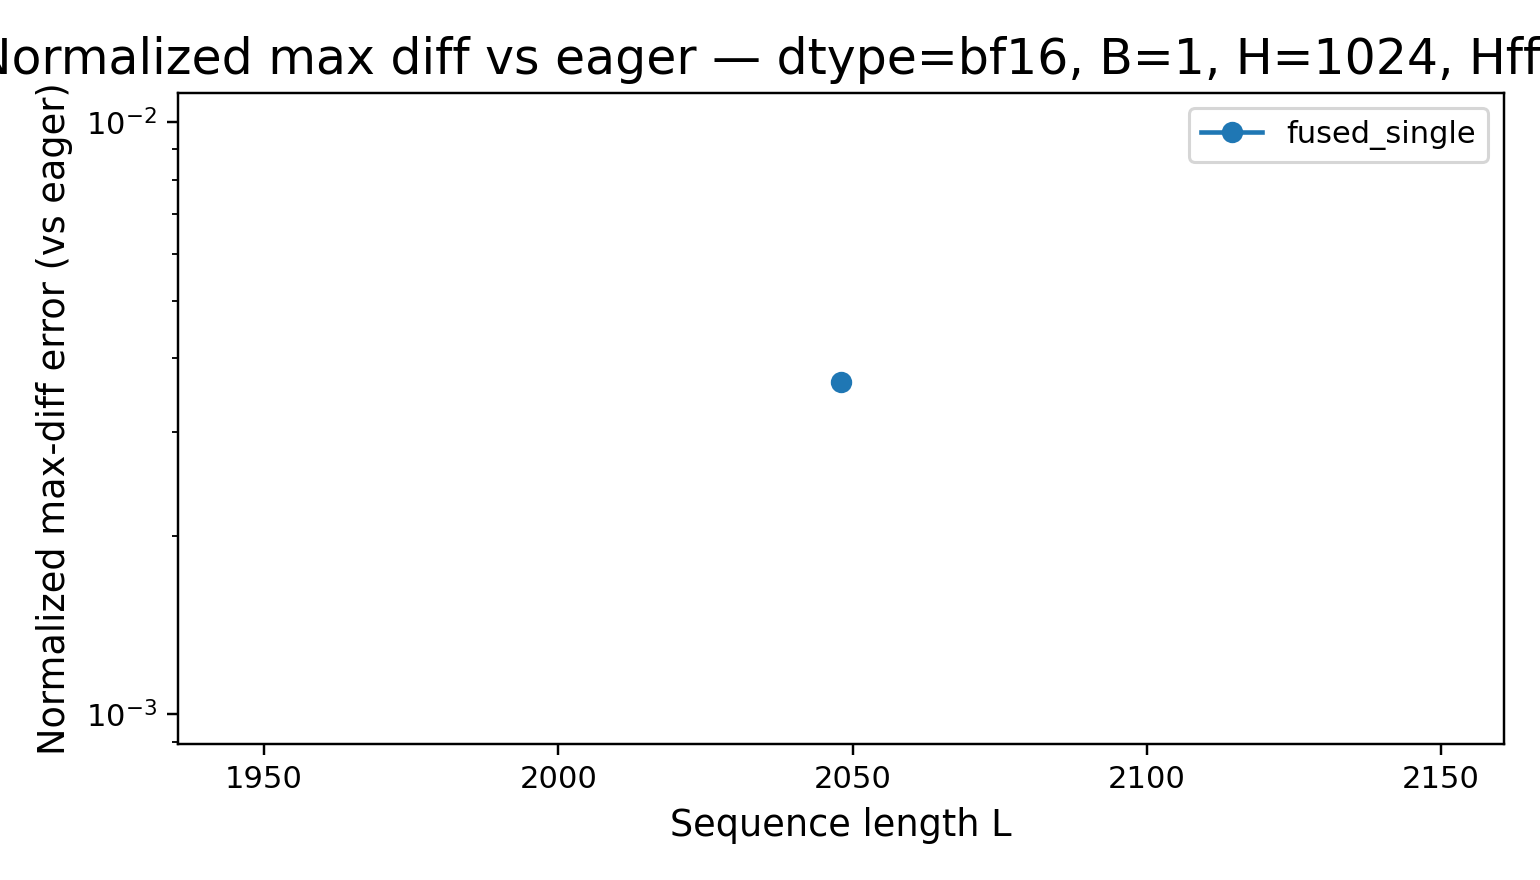 Normalized max diff vs eager — dtype=bf16, B=1, H=1024, Hff
Normalized max-diff error (vs eager)
10⁻²
10⁻³
fused_single
1950 2000 2050 2100 2150
Sequence length L